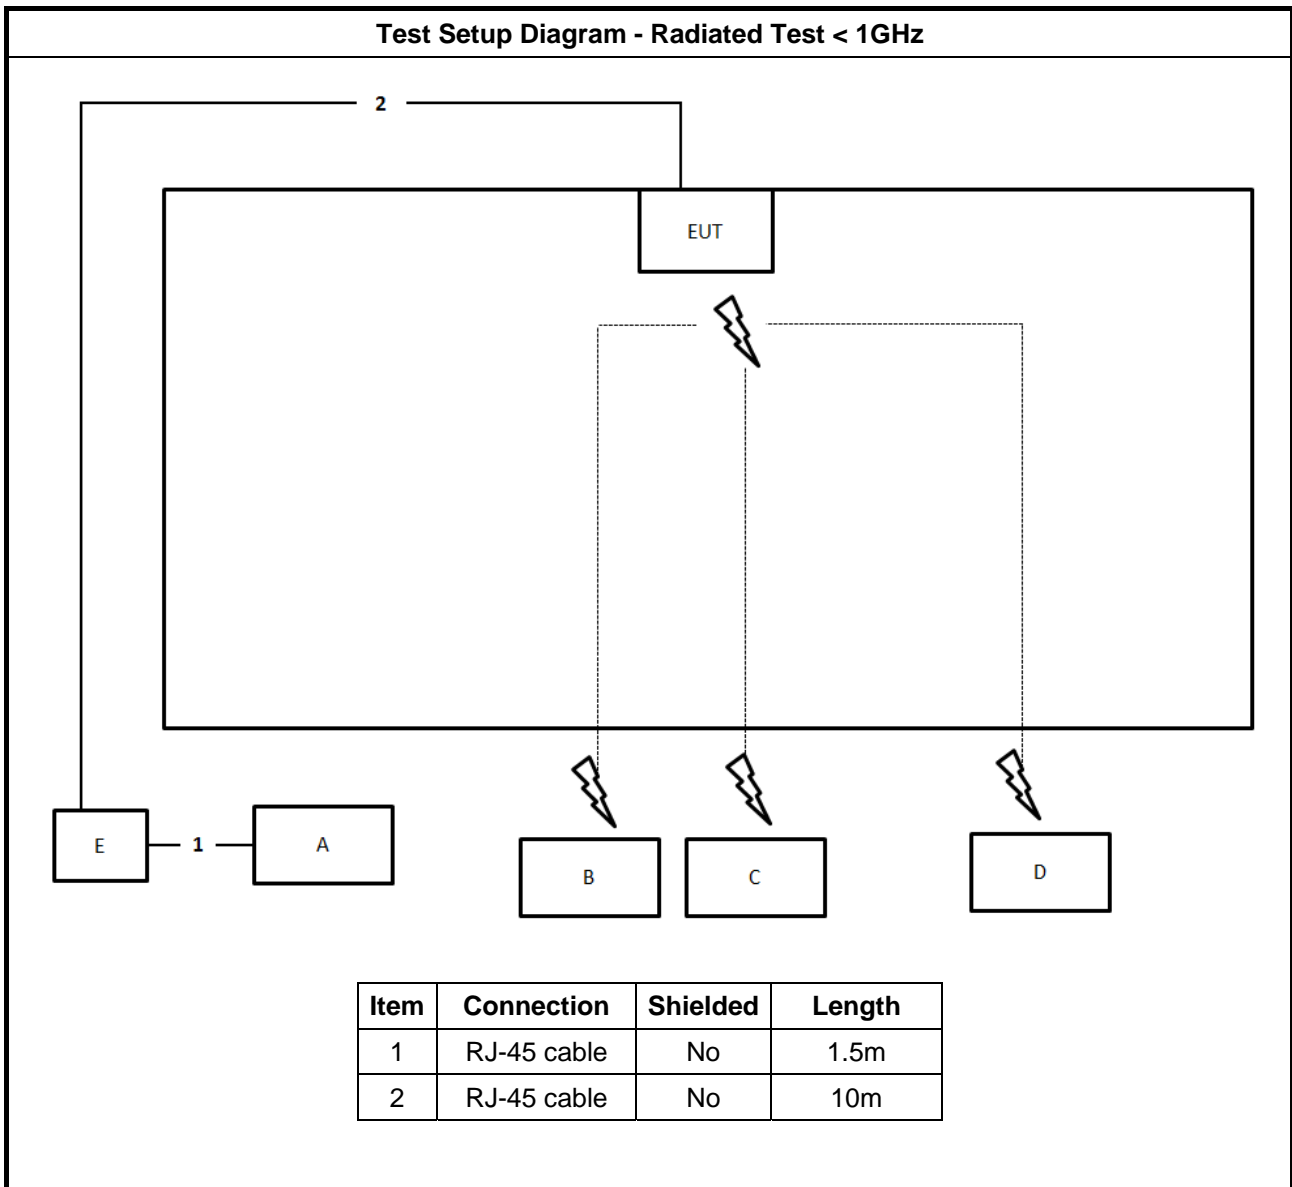 Test Setup Diagram - Radiated Test < 1GHz
2
EUT
E
1
A
B
C
D
Item Connection Shielded Length
1 RJ-45 cable No 1.5m
2 RJ-45 cable No 10m